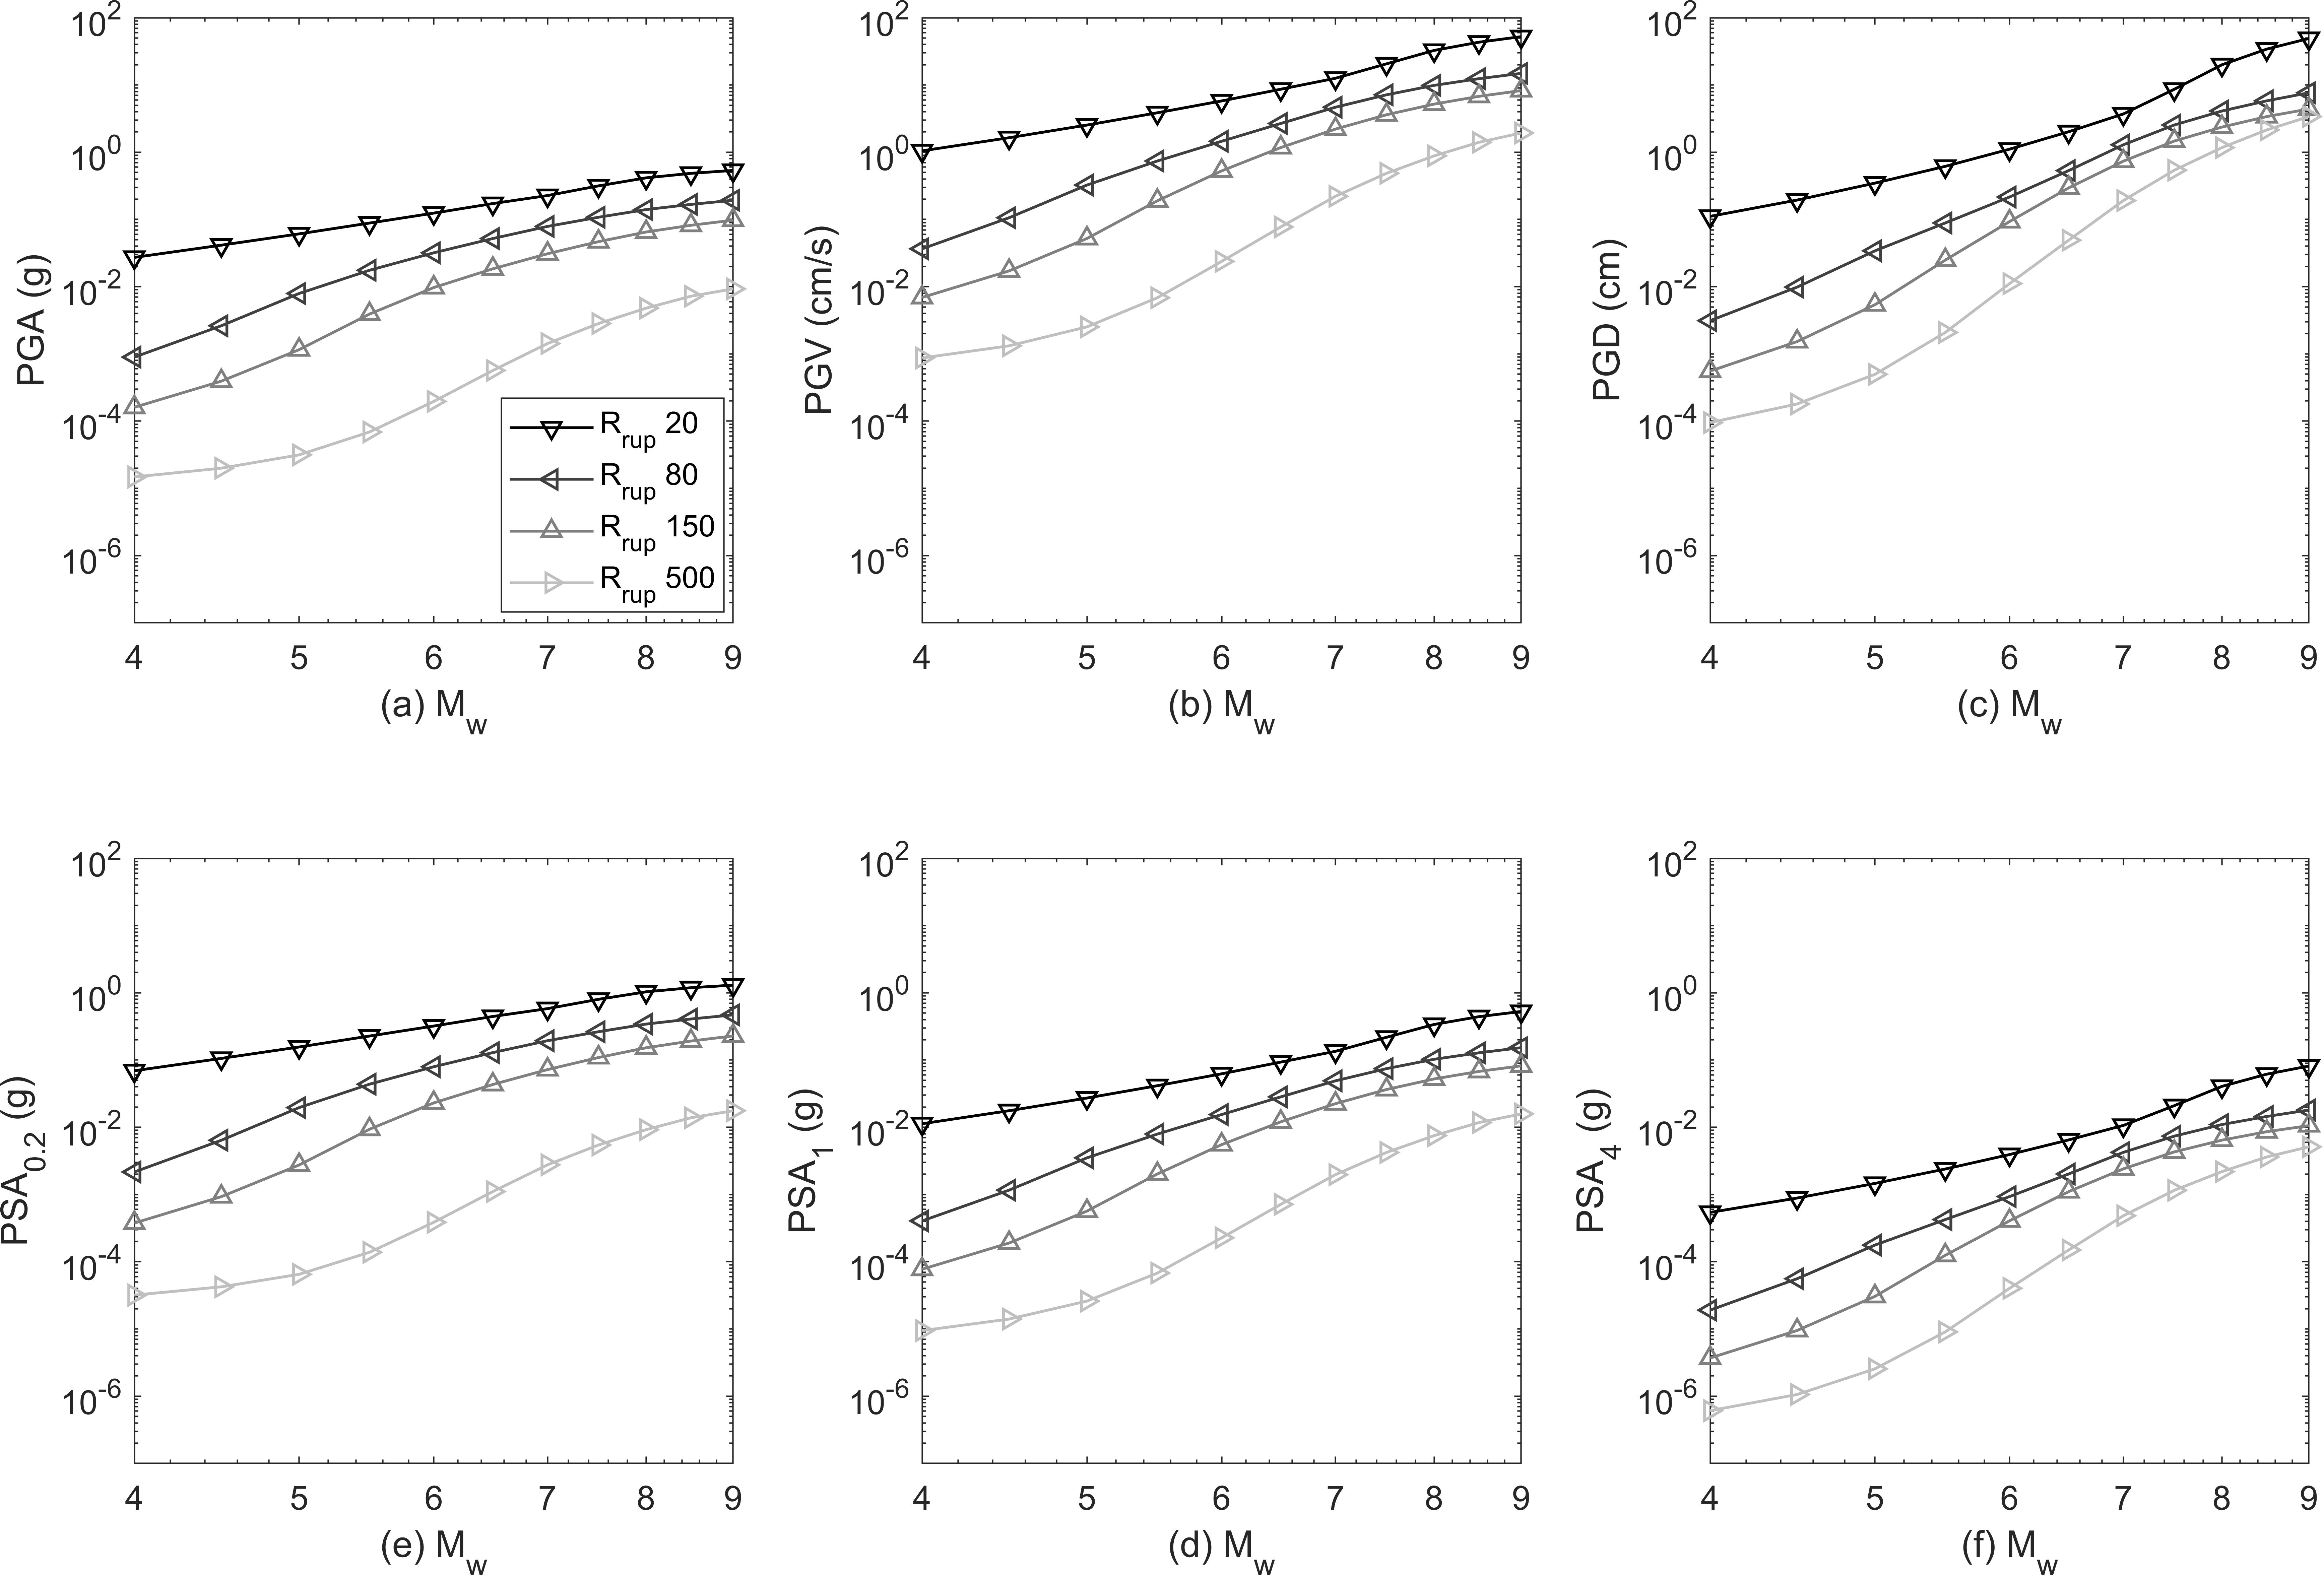 PGA (g)
10^2
10^0
10^-2
10^-4
10^-6
R_rup 20
R_rup 80
R_rup 150
R_rup 500
4 5 6 7 8 9
(a) M_w
PGV (cm/s)
10^2
10^0
10^-2
10^-4
10^-6
4 5 6 7 8 9
(b) M_w
PGD (cm)
10^2
10^0
10^-2
10^-4
10^-6
4 5 6 7 8 9
(c) M_w
PSA_0.2 (g)
10^2
10^0
10^-2
10^-4
10^-6
4 5 6 7 8 9
(e) M_w
PSA_1 (g)
10^2
10^0
10^-2
10^-4
10^-6
4 5 6 7 8 9
(d) M_w
PSA_4 (g)
10^2
10^0
10^-2
10^-4
10^-6
4 5 6 7 8 9
(f) M_w